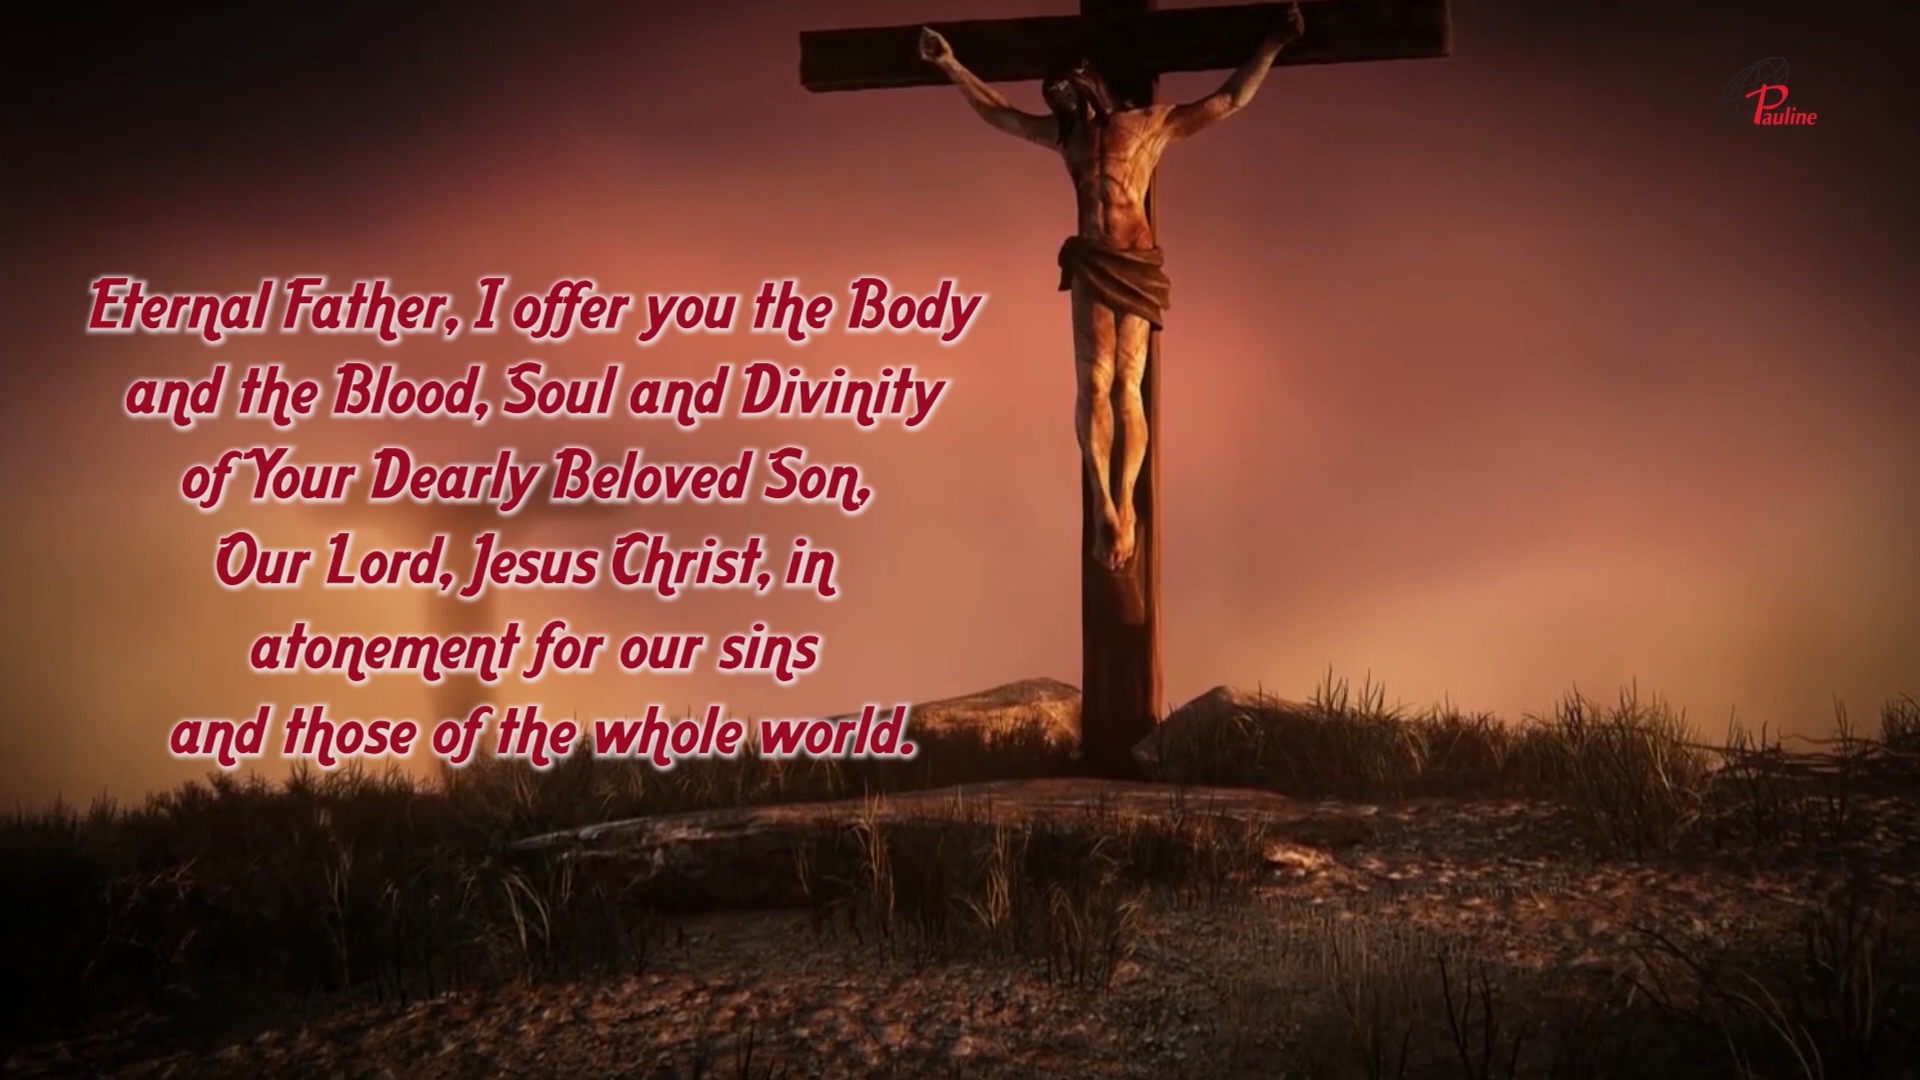 Pauline
Eternal Father, I offer you the Body
and the Blood, Soul and Divinity
of Your Dearly Beloved Son,
Our Lord, Jesus Christ, in
atonement for our sins
and those of the whole world.